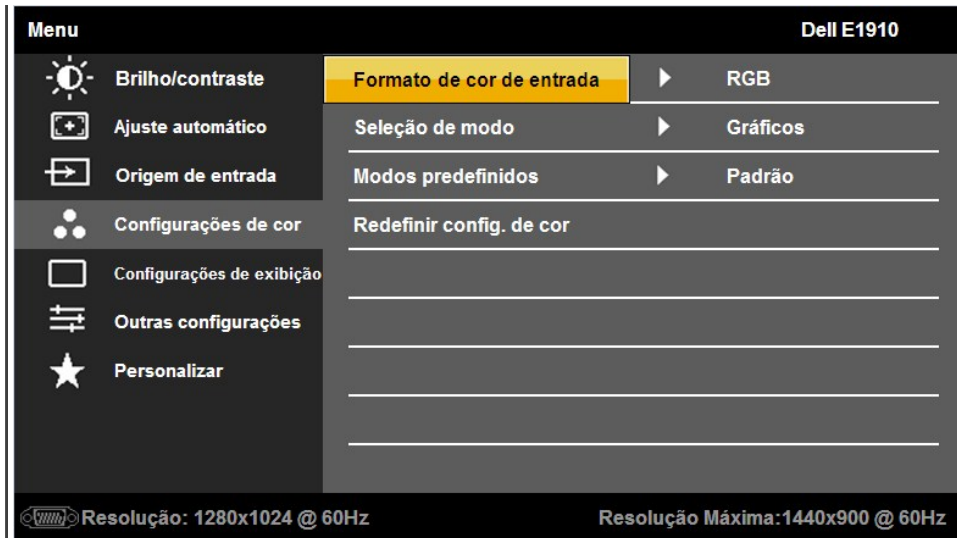 Menu Dell E1910
Brilho/contraste
Formato de cor de entrada RGB
Ajuste automático
Seleção de modo Gráficos
Origem de entrada
Modos predefinidos Padrão
Configurações de cor
Redefinir config. de cor
Configurações de exibição
Outras configurações
Personalizar
Resolução: 1280x1024 @ 60Hz
Resolução Máxima:1440x900 @ 60Hz